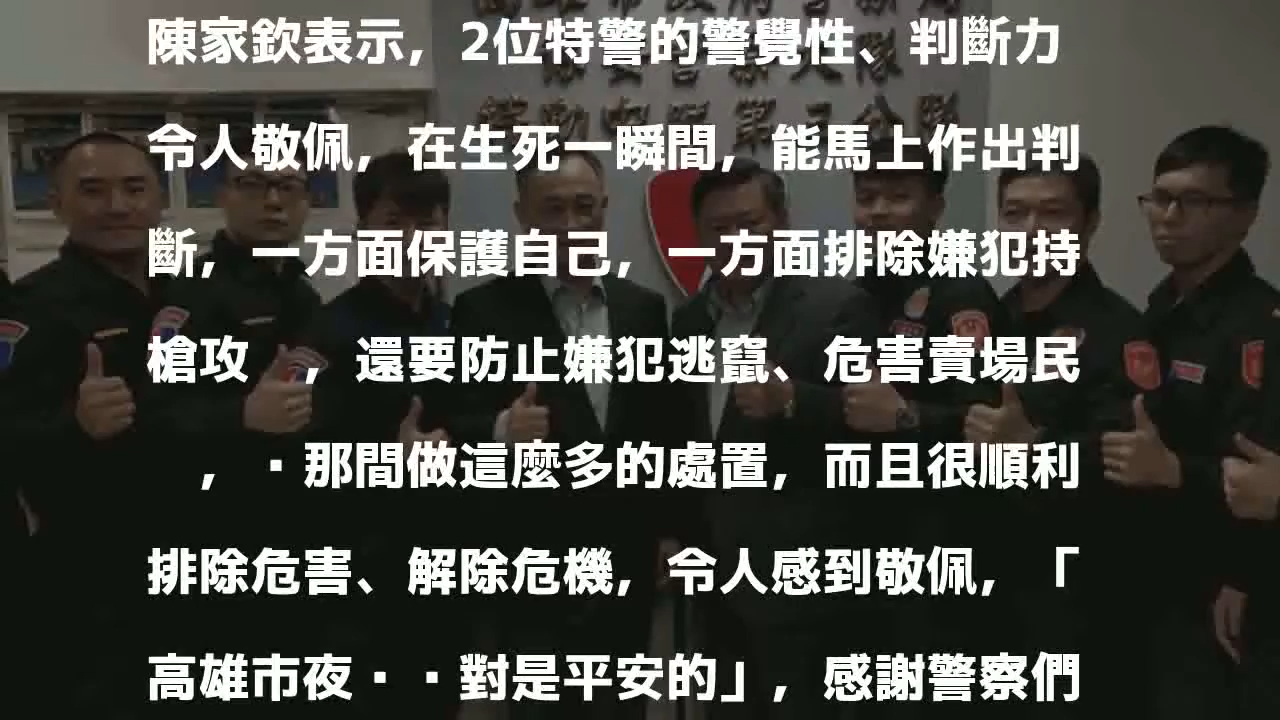 陳家欽表示，2位特警的警覺性、判斷力
令人敬佩，在生死一瞬間，能馬上作出判
斷，一方面保護自己，一方面排除嫌犯持
槍攻　，還要防止嫌犯逃竄、危害賣場民
　，▪那間做這麼多的處置，而且很順利
排除危害、解除危機，令人感到敬佩，「
高雄市夜▪▪對是平安的」，感謝警察們